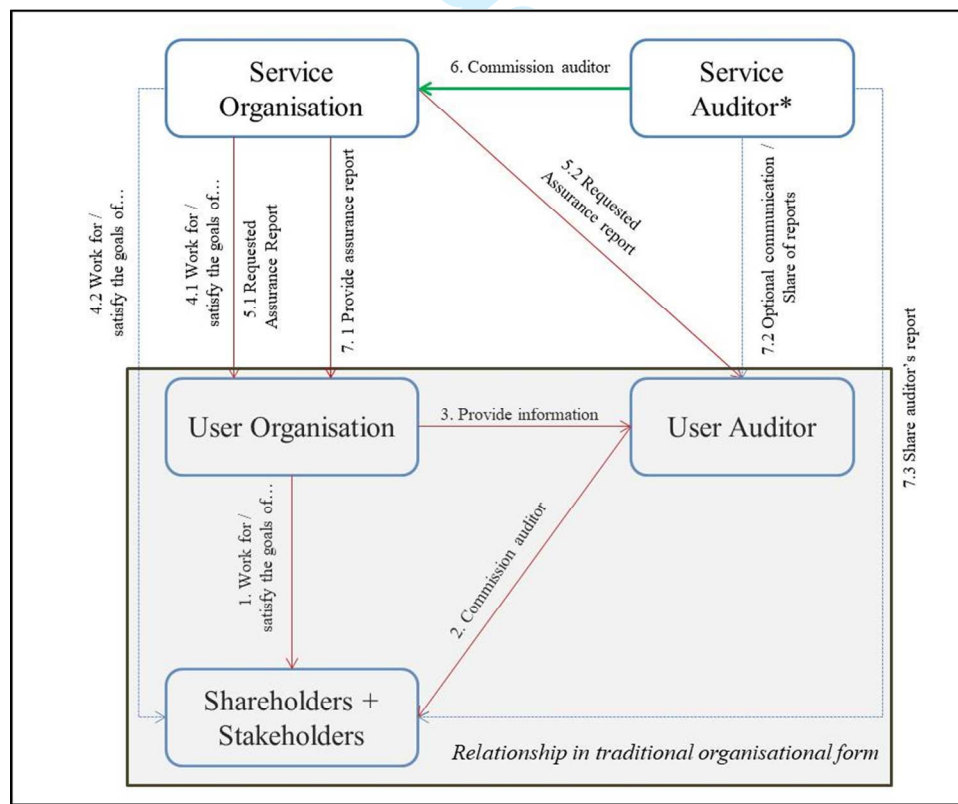 Service
Organisation
6. Commission auditor
Service
Auditor*
4.2 Work for /
satisfy the goals of…
4.1 Work for /
satisfy the goals of…
5.1 Requested
Assurance Report
7. 1 Provide assurance report
5.2 Requested
Assurance report
7.2 Optional communication /
Share of reports
7.3 Share auditor’s report
User Organisation
3. Provide information
User Auditor
1. Work for /
satisfy the goals of…
2. Commission auditor
Shareholders +
Stakeholders
Relationship in traditional organisational form